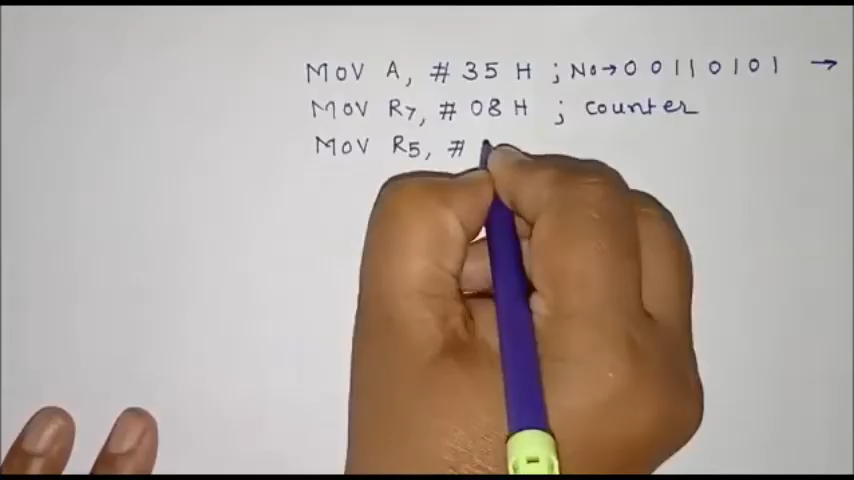 MOV A, # 35 H ; No → 0 0 1 1 0 1 0 1 →
MOV R7, # 08 H ; counter
MOV R5, #